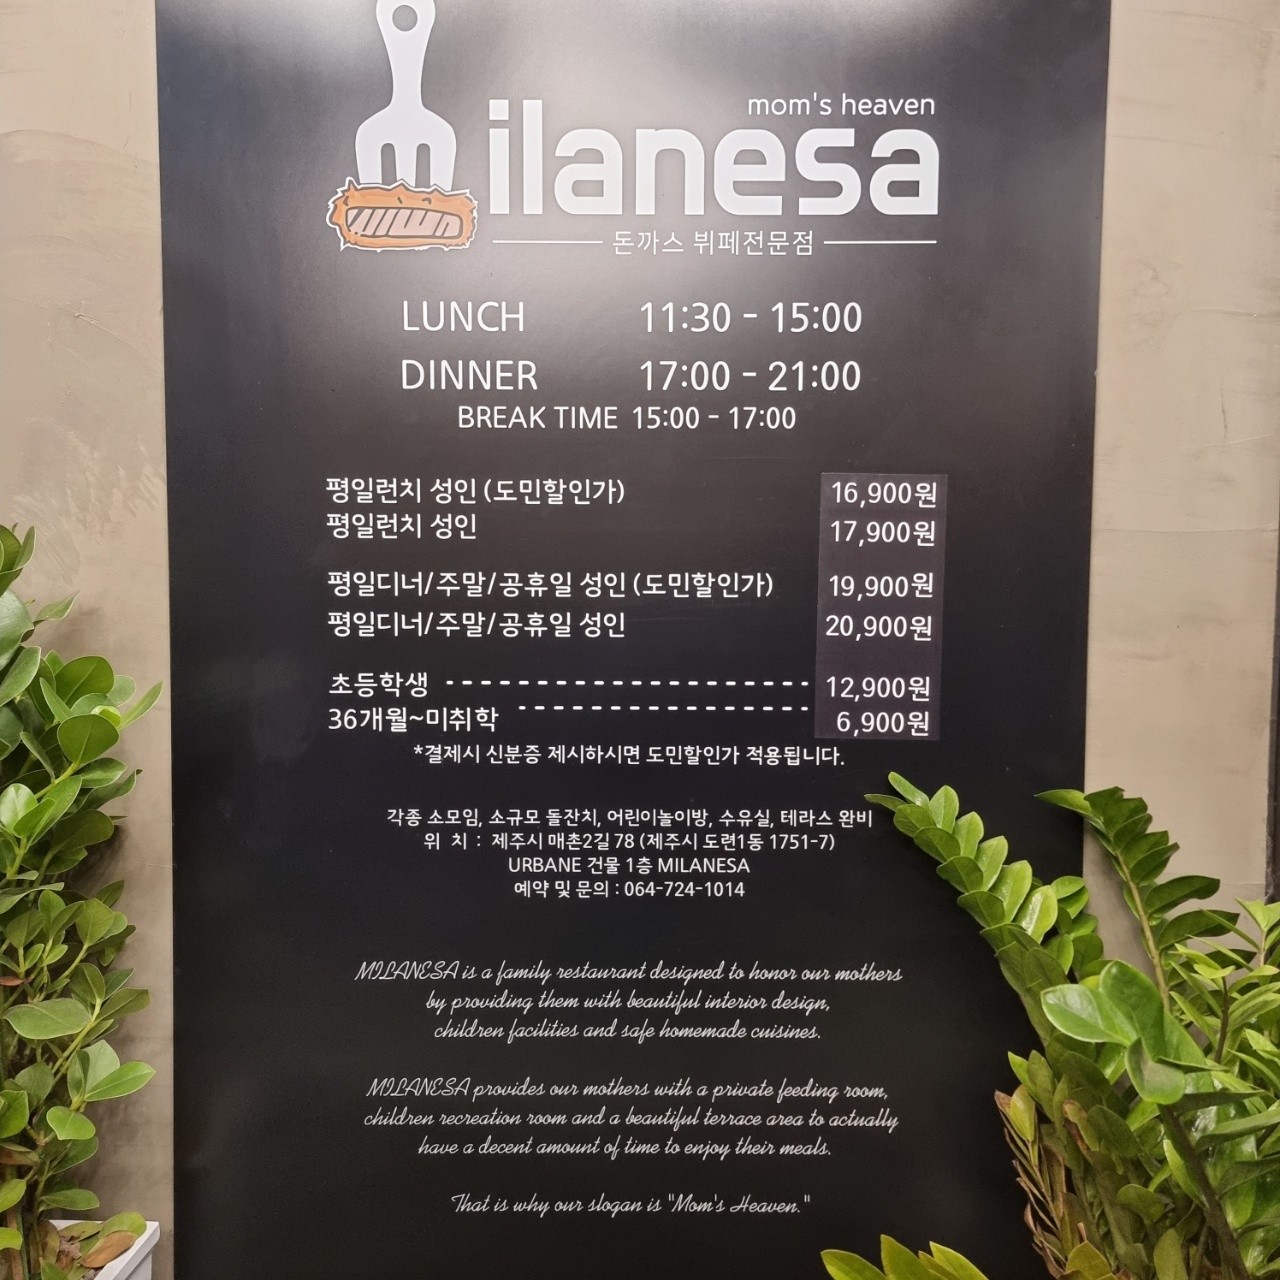 mom's heaven
ilanesa
돈까스 뷔페전문점
LUNCH 11:30 - 15:00
DINNER 17:00 - 21:00
BREAK TIME 15:00 - 17:00
평일런치 성인 (도민할인가) 16,900원
평일런치 성인 17,900원
평일디너/주말/공휴일 성인 (도민할인가) 19,900원
평일디너/주말/공휴일 성인 20,900원
초등학생 -------------------- 12,900원
36개월~미취학 ---------------- 6,900원
*결제시 신분증 제시하시면 도민할인가 적용됩니다.
각종 소모임, 소규모 돌잔치, 어린이놀이방, 수유실, 테라스 완비
위 치 : 제주시 매촌2길 78 (제주시 도련1동 1751-7)
URBANE 건물 1층 MILANESA
예약 및 문의 : 064-724-1014
MILANESA is a family restaurant designed to honor our mothers
by providing them with beautiful interior design,
children facilities and safe homemade cuisines.
MILANESA provides our mothers with a private feeding room,
children recreation room and a beautiful terrace area to actually
have a decent amount of time to enjoy their meals.
That is why our slogan is "Mom's Heaven."